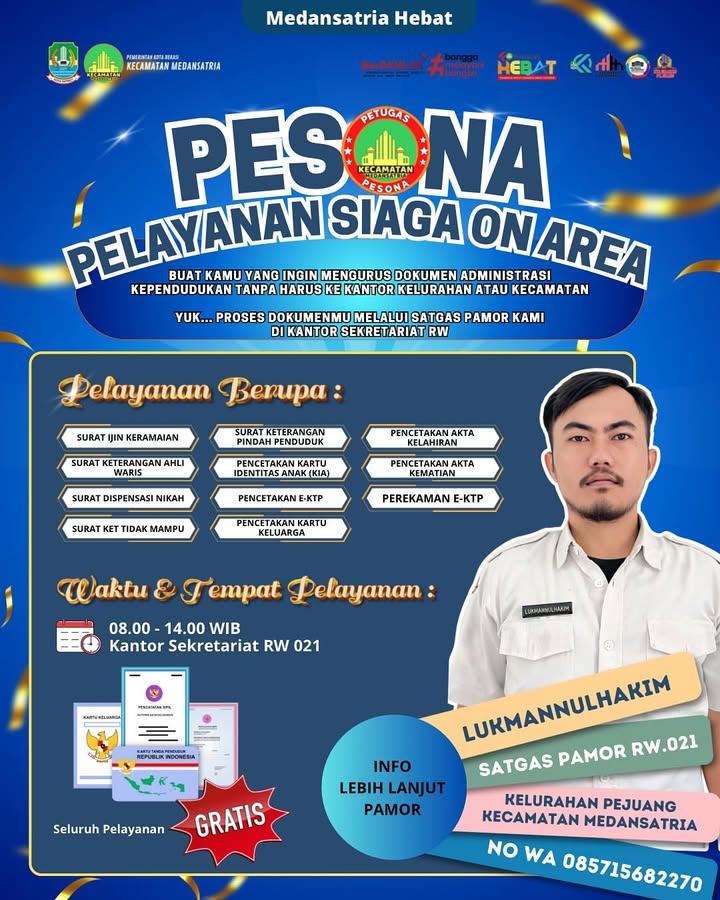 Medansatria Hebat
PEMERINTAH KOTA BEKASI
KECAMATAN MEDANSATRIA
KECAMATAN
bangga
melayani
bangsa
HEBAT
PESONA
PETUGAS
KECAMATAN
MEDANSATRIA
PESONA
PELAYANAN SIAGA ON AREA
BUAT KAMU YANG INGIN MENGURUS DOKUMEN ADMINISTRASI
KEPENDUDUKAN TANPA HARUS KE KANTOR KELURAHAN ATAU KECAMATAN
YUK... PROSES DOKUMENMU MELALUI SATGAS PAMOR KAMI
DI KANTOR SEKRETARIAT RW
Pelayanan Berupa :
SURAT IJIN KERAMAIAN
SURAT KETERANGAN AHLI
WARIS
SURAT DISPENSASI NIKAH
SURAT KET TIDAK MAMPU
SURAT KETERANGAN
PINDAH PENDUDUK
PENCETAKAN KARTU
IDENTITAS ANAK (KIA)
PENCETAKAN E-KTP
PENCETAKAN KARTU
KELUARGA
PENCETAKAN AKTA
KELAHIRAN
PENCETAKAN AKTA
KEMATIAN
PEREKAMAN E-KTP
Waktu & Tempat Pelayanan :
08.00 - 14.00 WIB
Kantor Sekretariat RW 021
KARTU KELUARGA
PENCATATAN SIPIL
KARTU TANDA PENDUDUK
REPUBLIK INDONESIA
Seluruh Pelayanan
GRATIS
LUKMANNULHAKIM
INFO
LEBIH LANJUT
PAMOR
LUKMANNULHAKIM
SATGAS PAMOR RW.021
KELURAHAN PEJUANG
KECAMATAN MEDANSATRIA
NO WA 085715682270